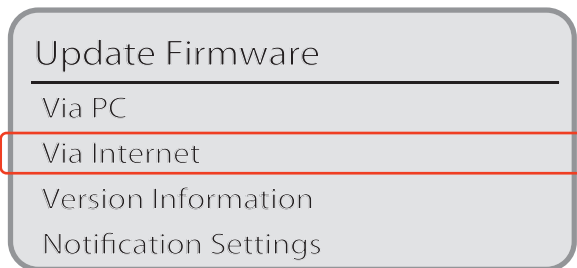 Update Firmware
Via PC
Via Internet
Version Information
Notification Settings